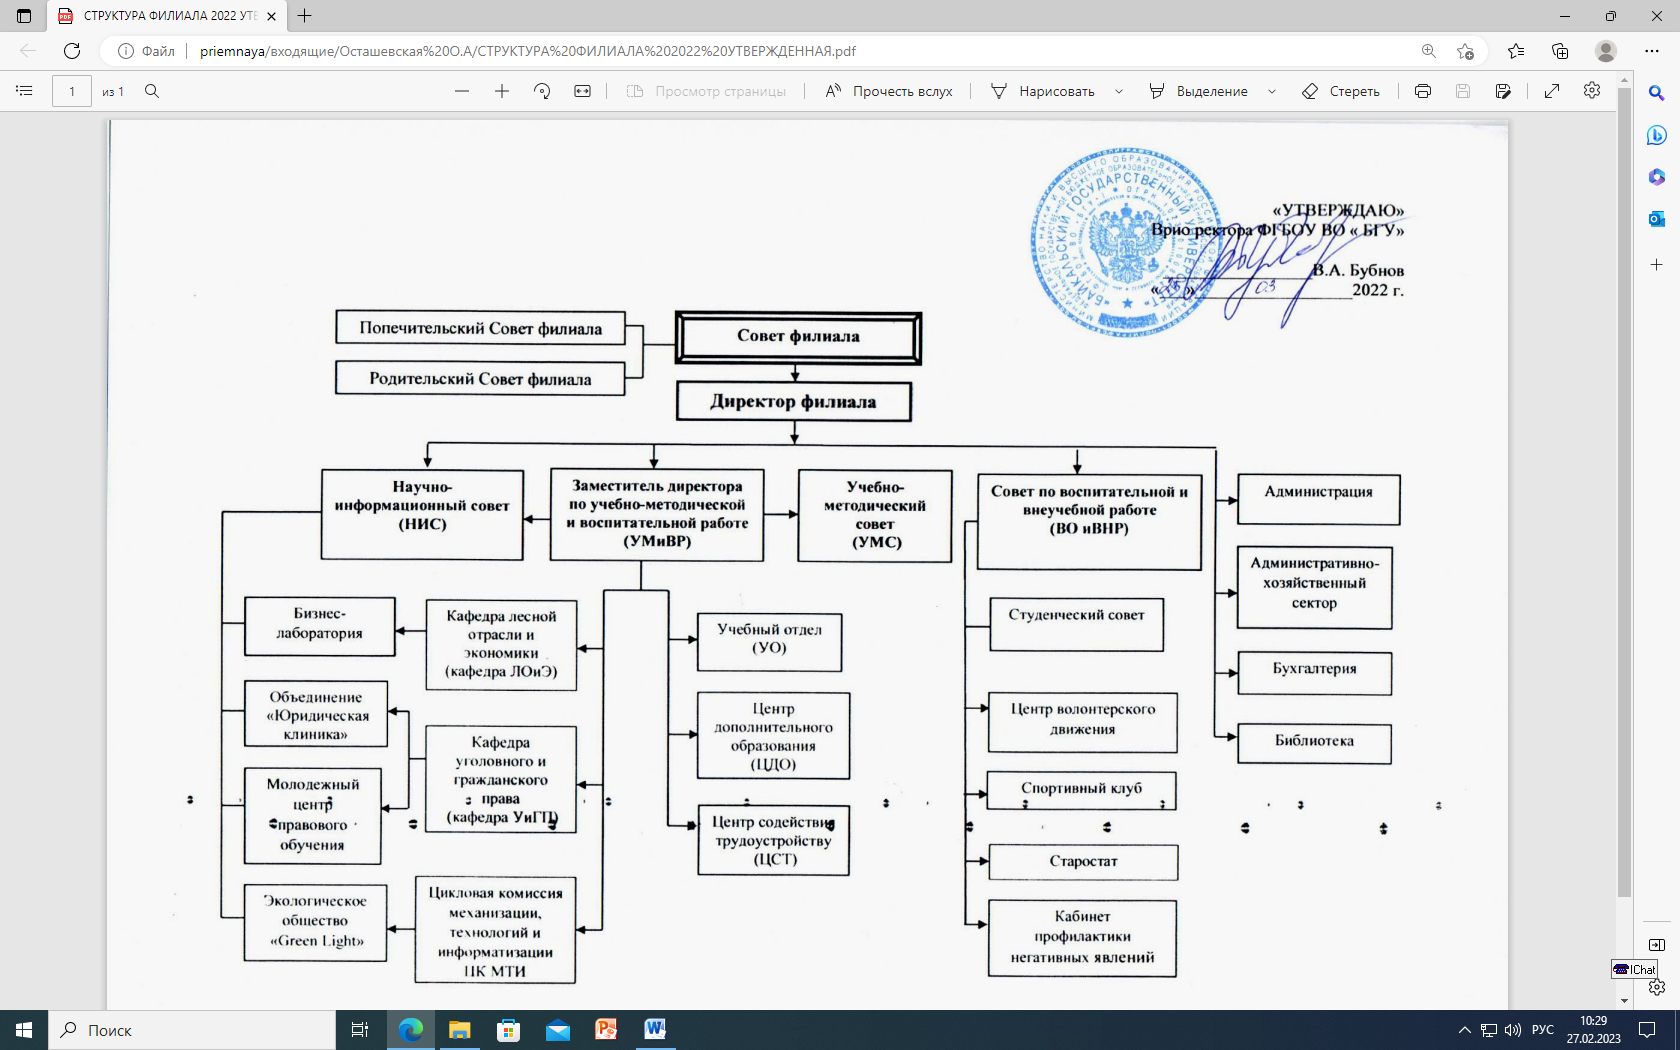 СТРУКТУРА ФИЛИАЛА 2022 УТВ
Файл
priemnaya/входящие/Осташевская%20О.А/СТРУКТУРА%20ФИЛИАЛА%202022%20УТВЕРЖДЕННАЯ.pdf
1
из 1
Просмотр страницы
Прочесть вслух
Нарисовать
Выделение
Стереть
«УТВЕРЖДАЮ»
Врио ректора ФГБОУ ВО « БГУ»
В.А. Бубнов
« » 03 2022 г.
Попечительский Совет филиала
Родительский Совет филиала
Совет филиала
Директор филиала
Научно-
информационный совет
(НИС)
Заместитель директора
по учебно-методической
и воспитательной работе
(УМиВР)
Учебно-
методический
совет
(УМС)
Совет по воспитательной и
внеучебной работе
(ВО иВНР)
Администрация
Административно-
хозяйственный
сектор
Бухгалтерия
Библиотека
Бизнес-
лаборатория
Объединение
«Юридическая
клиника»
Молодежный
центр
правового
обучения
Экологическое
общество
«Green Light»
Кафедра лесной
отрасли и
экономики
(кафедра ЛОиЭ)
Кафедра
уголовного и
гражданского
права
(кафедра УиГП)
Цикловая комиссия
механизации,
технологий и
информатизации
ЦК МТИ
Учебный отдел
(УО)
Центр
дополнительного
образования
(ЦДО)
Центр содействия
трудоустройству
(ЦСТ)
Студенческий совет
Центр волонтерского
движения
Спортивный клуб
Старостат
Кабинет
профилактики
негативных явлений
IChat
Поиск
РУС
10:29
27.02.2023